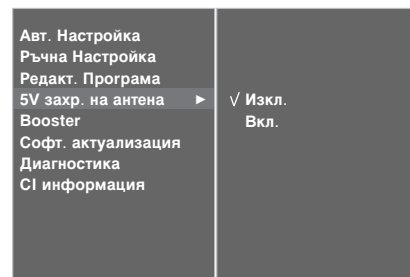 Авт. Настройка
Ръчна Настройка
Редакт. Програма
5V захр. на антена ►
√ Изкл.
Booster
Вкл.
Софт. актуализация
Диагностика
CI информация